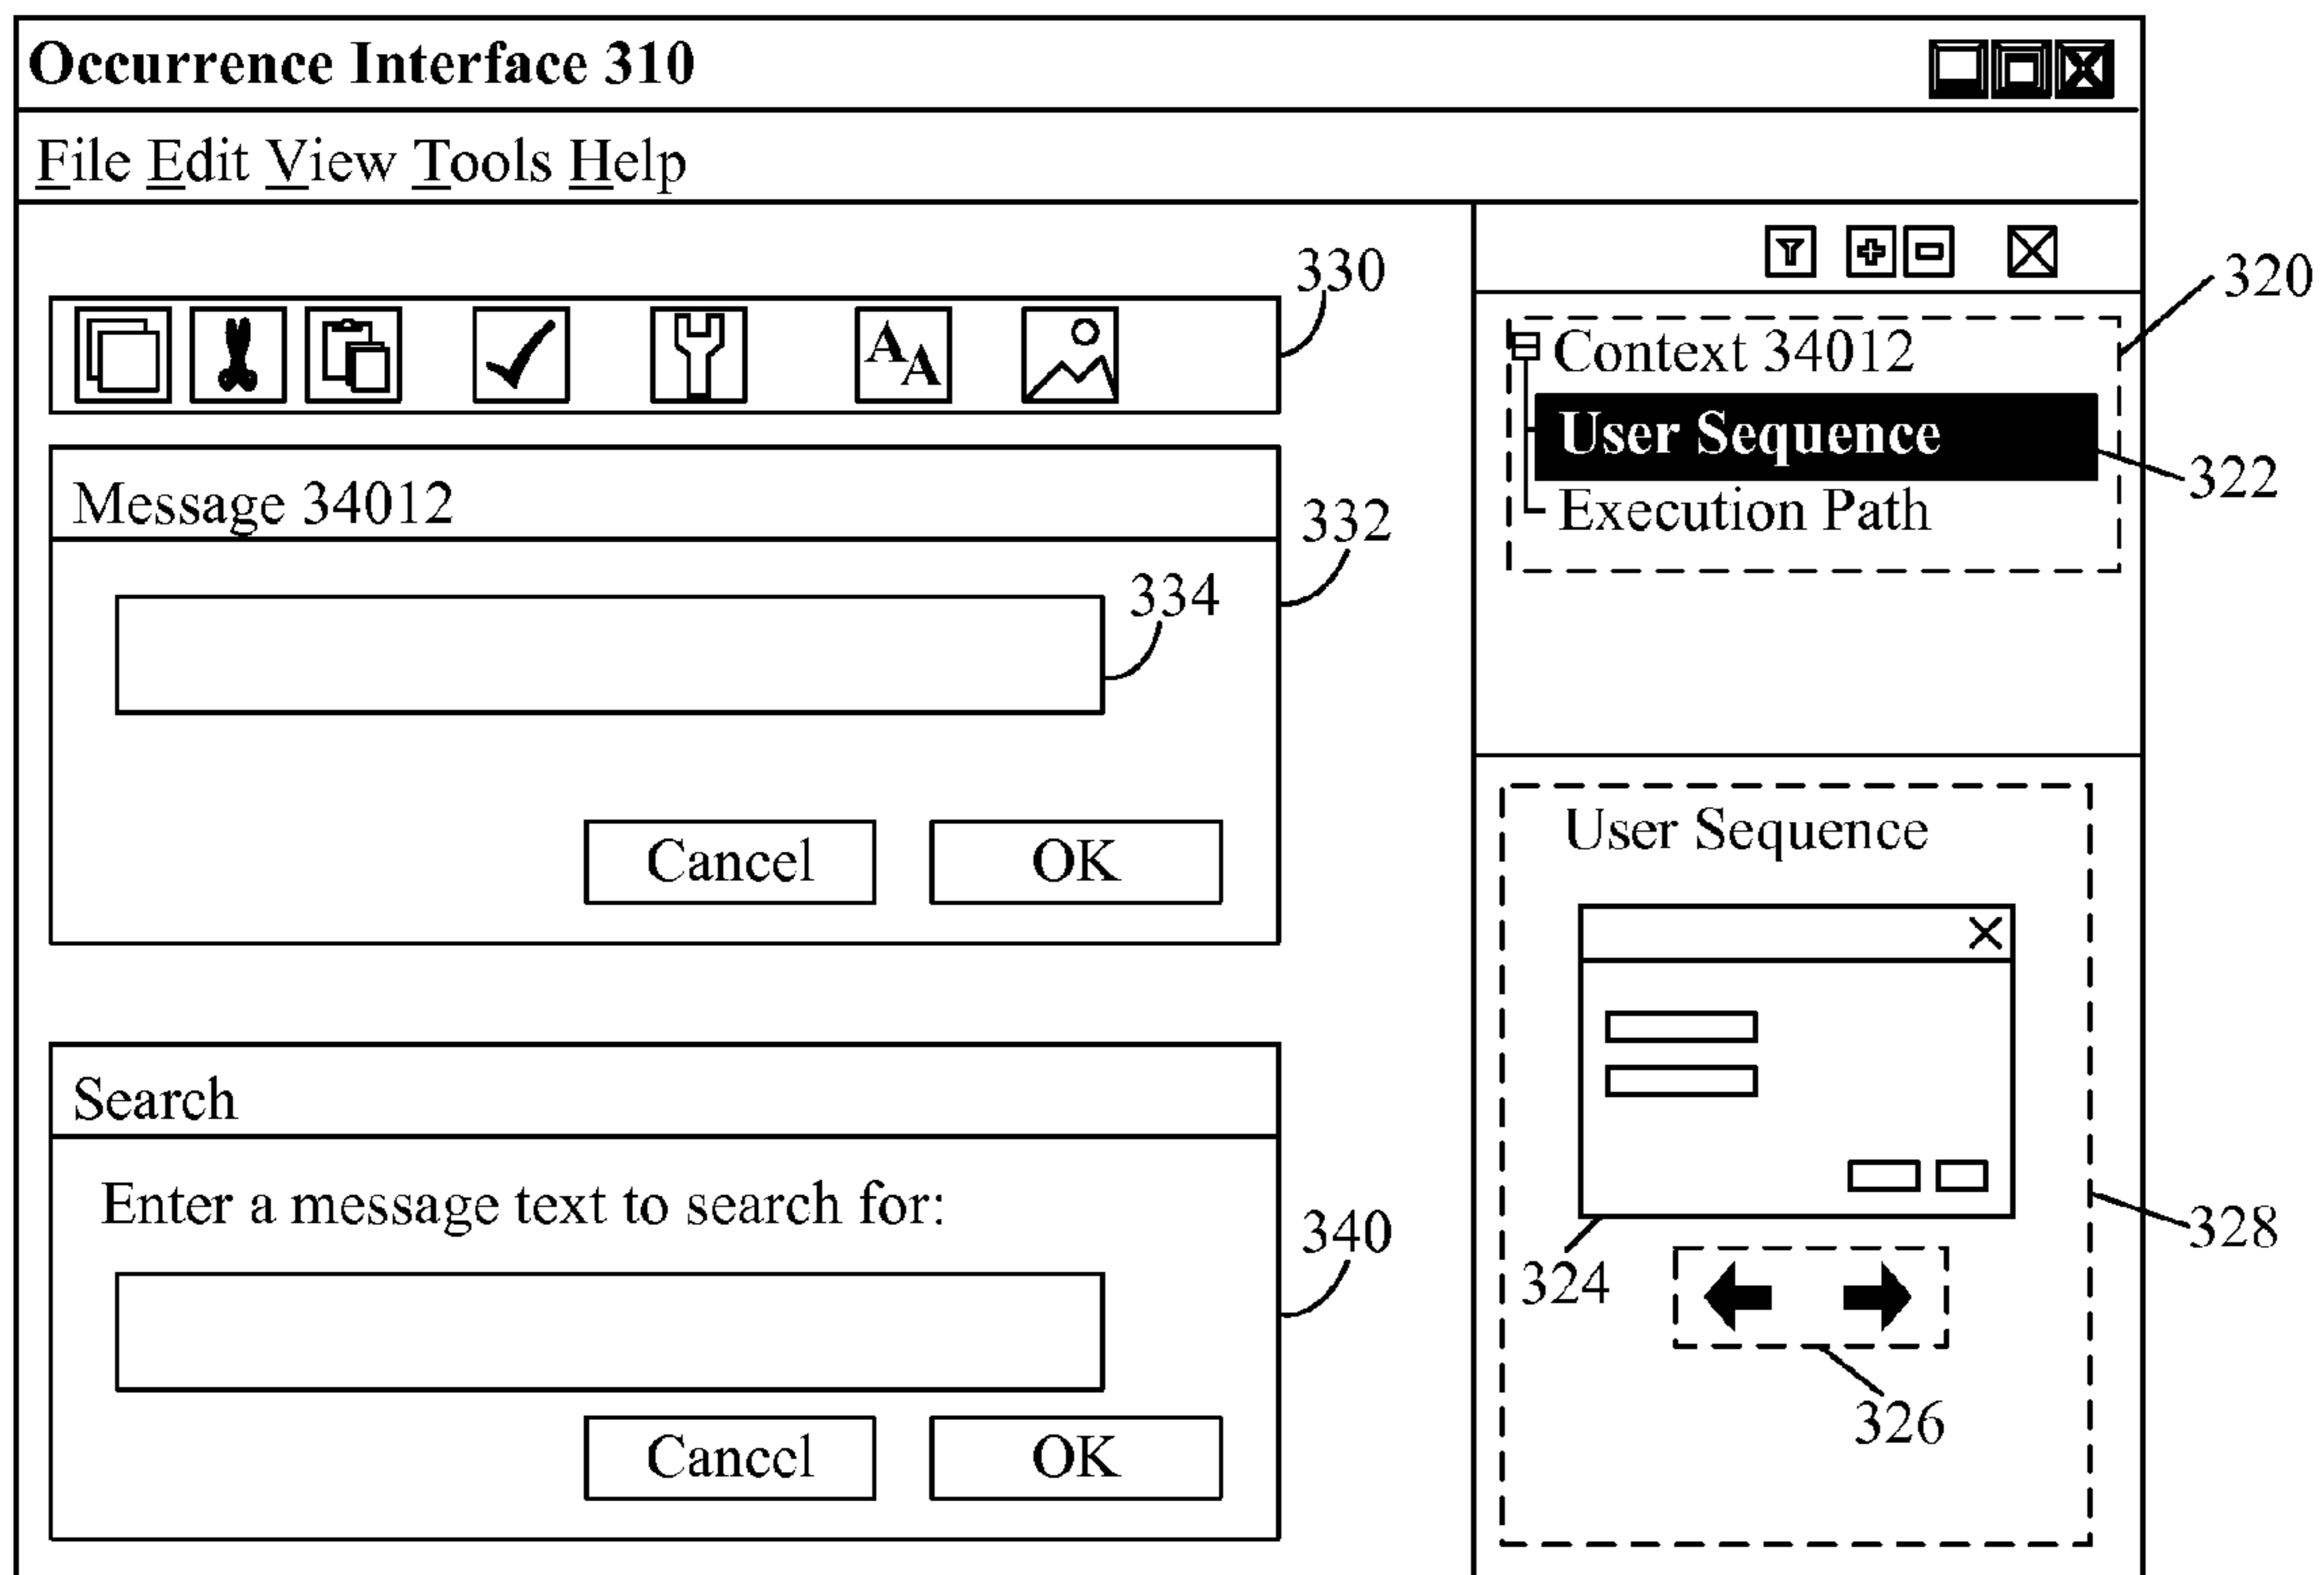 Occurrence Interface 310
File Edit View Tools Help
330
A
A
Message 34012
332
334
Cancel
OK
Search
Enter a message text to search for:
340
Cancel
OK
320
Context 34012
User Sequence
322
Execution Path
User Sequence
324
328
326